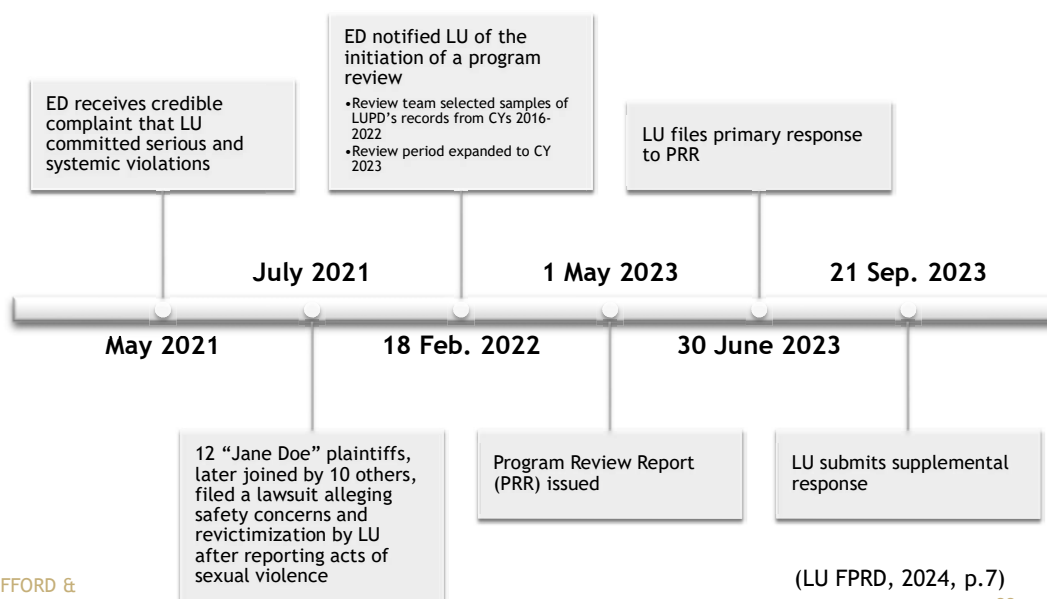 ED receives credible
complaint that LU
committed serious and
systemic violations
ED notified LU of the
initiation of a program
review
•Review team selected samples of
LUPD’s records from CYs 2016-
2022
•Review period expanded to CY
2023
LU files primary response
to PRR
July 2021
1 May 2023
21 Sep. 2023
May 2021
18 Feb. 2022
30 June 2023
12 “Jane Doe” plaintiffs,
later joined by 10 others,
filed a lawsuit alleging
safety concerns and
revictimization by LU
after reporting acts of
sexual violence
Program Review Report
(PRR) issued
LU submits supplemental
response
FFORD &
(LU FPRD, 2024, p.7)